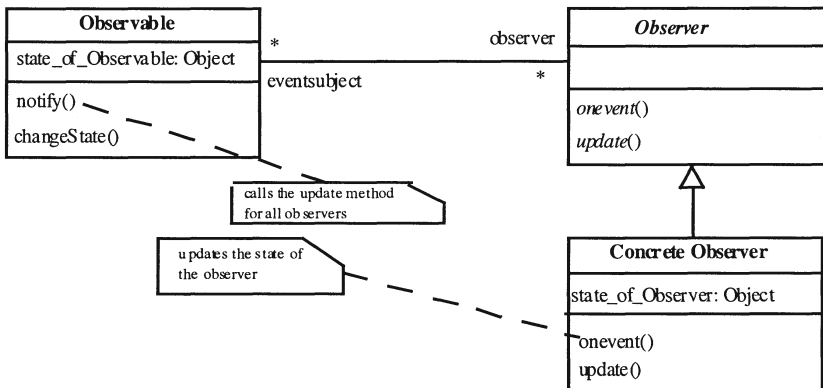 Observable
state_of_Observable: Object
notify()
changeState()
*
eventsubject
observer
*
Observer
onevent()
update()
calls the update method
for all observers
updates the state of
the observer
Concrete Observer
state_of_Observer: Object
onevent()
update()